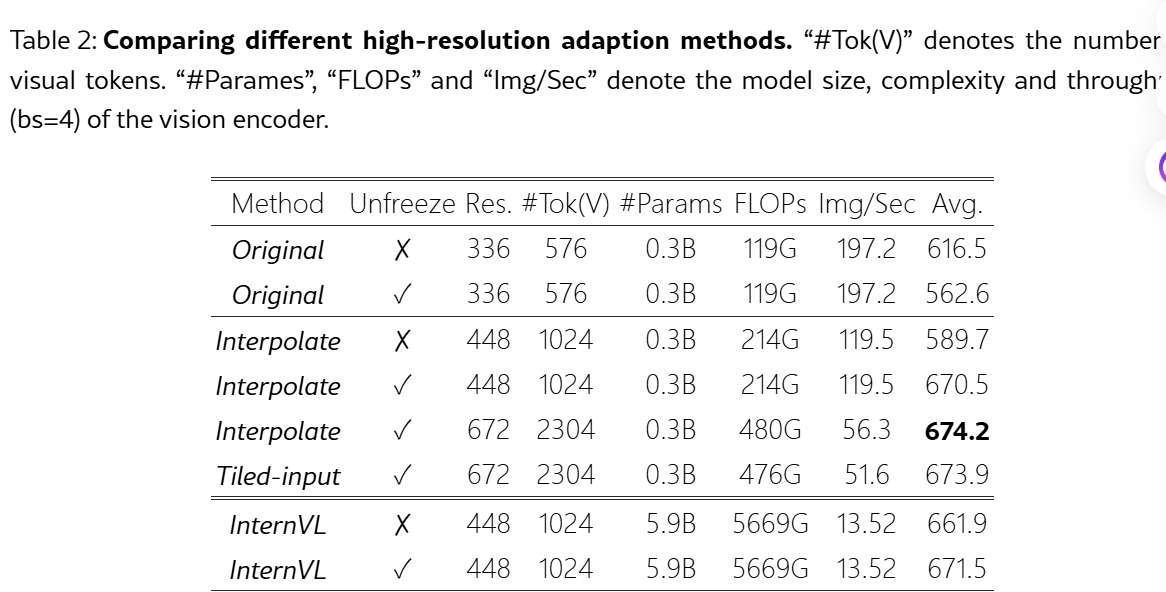 Table 2: Comparing different high-resolution adaption methods. “#Tok(V)” denotes the number
visual tokens. “#Parames”, “FLOPs” and “Img/Sec” denote the model size, complexity and through
(bs=4) of the vision encoder.
Method Unfreeze Res. #Tok(V) #Params FLOPs Img/Sec Avg.
Original ✗ 336 576 0.3B 119G 197.2 616.5
Original ✓ 336 576 0.3B 119G 197.2 562.6
Interpolate ✗ 448 1024 0.3B 214G 119.5 589.7
Interpolate ✓ 448 1024 0.3B 214G 119.5 670.5
Interpolate ✓ 672 2304 0.3B 480G 56.3 674.2
Tiled-input ✓ 672 2304 0.3B 476G 51.6 673.9
InternVL ✗ 448 1024 5.9B 5669G 13.52 661.9
InternVL ✓ 448 1024 5.9B 5669G 13.52 671.5